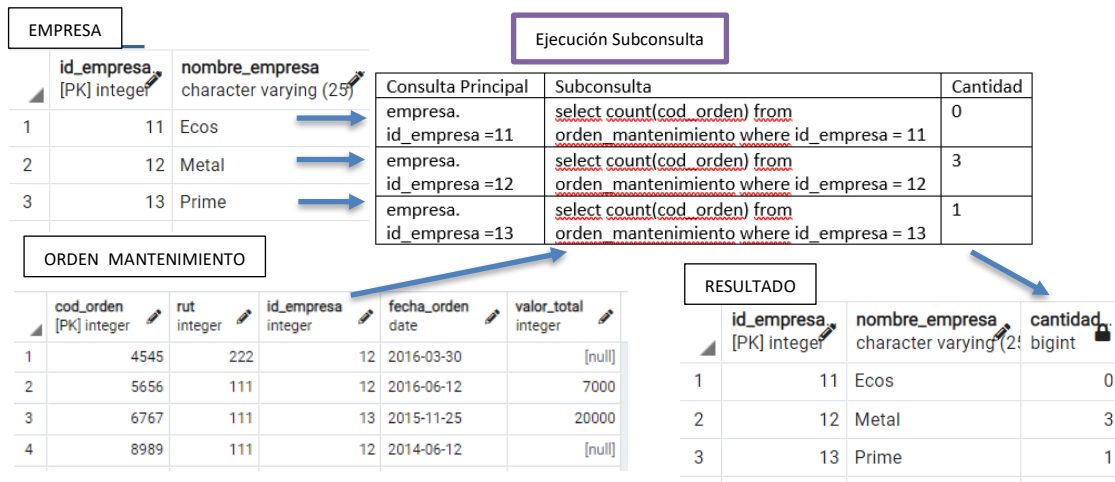 EMPRESA
Ejecución Subconsulta
id_empresa nombre_empresa
[PK] integer character varying (25)
1 11 Ecos
2 12 Metal
3 13 Prime
Consulta Principal Subconsulta Cantidad
empresa. select count(cod_orden) from 0
id_empresa =11 orden_mantenimiento where id_empresa = 11
empresa. select count(cod_orden) from 3
id_empresa =12 orden_mantenimiento where id_empresa = 12
empresa. select count(cod_orden) from 1
id_empresa =13 orden_mantenimiento where id_empresa = 13
ORDEN MANTENIMIENTO
cod_orden rut id_empresa fecha_orden valor_total
[PK] integer integer integer date integer
1 4545 222 12 2016-03-30 [null]
2 5656 111 12 2016-06-12 7000
3 6767 111 13 2015-11-25 20000
4 8989 111 12 2014-06-12 [null]
RESULTADO
id_empresa nombre_empresa cantidad
[PK] integer character varying (25 bigint
1 11 Ecos 0
2 12 Metal 3
3 13 Prime 1